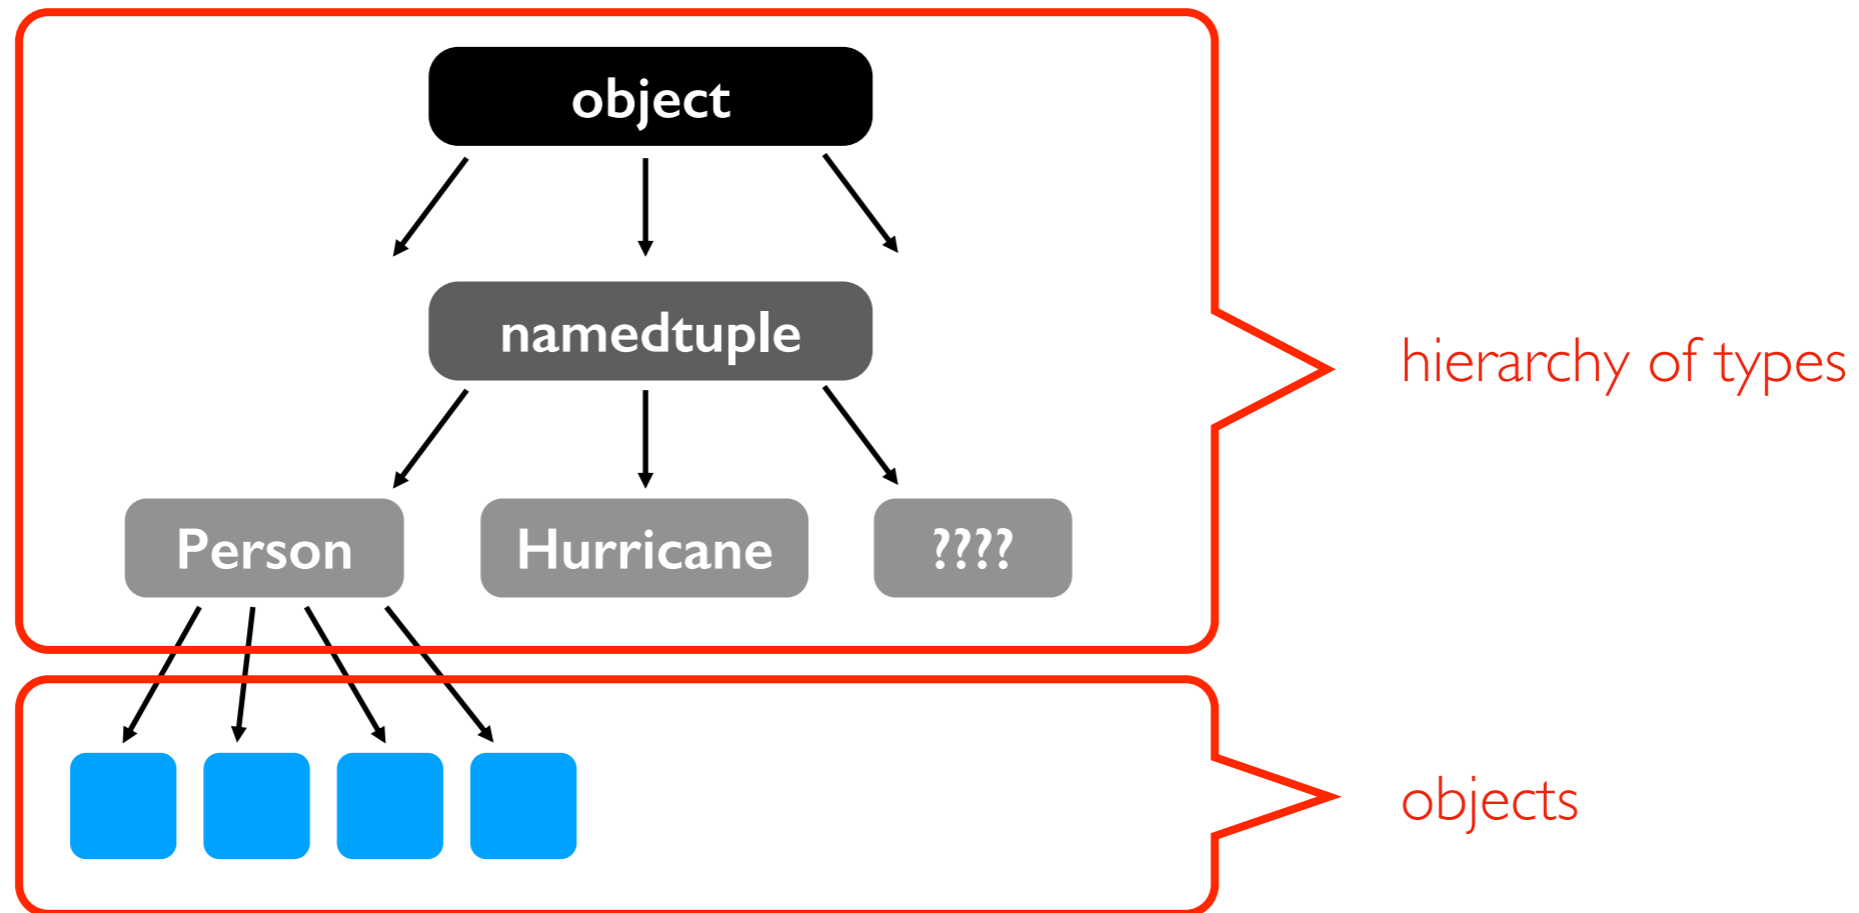 object
namedtuple
hierarchy of types
Person
Hurricane
????
objects